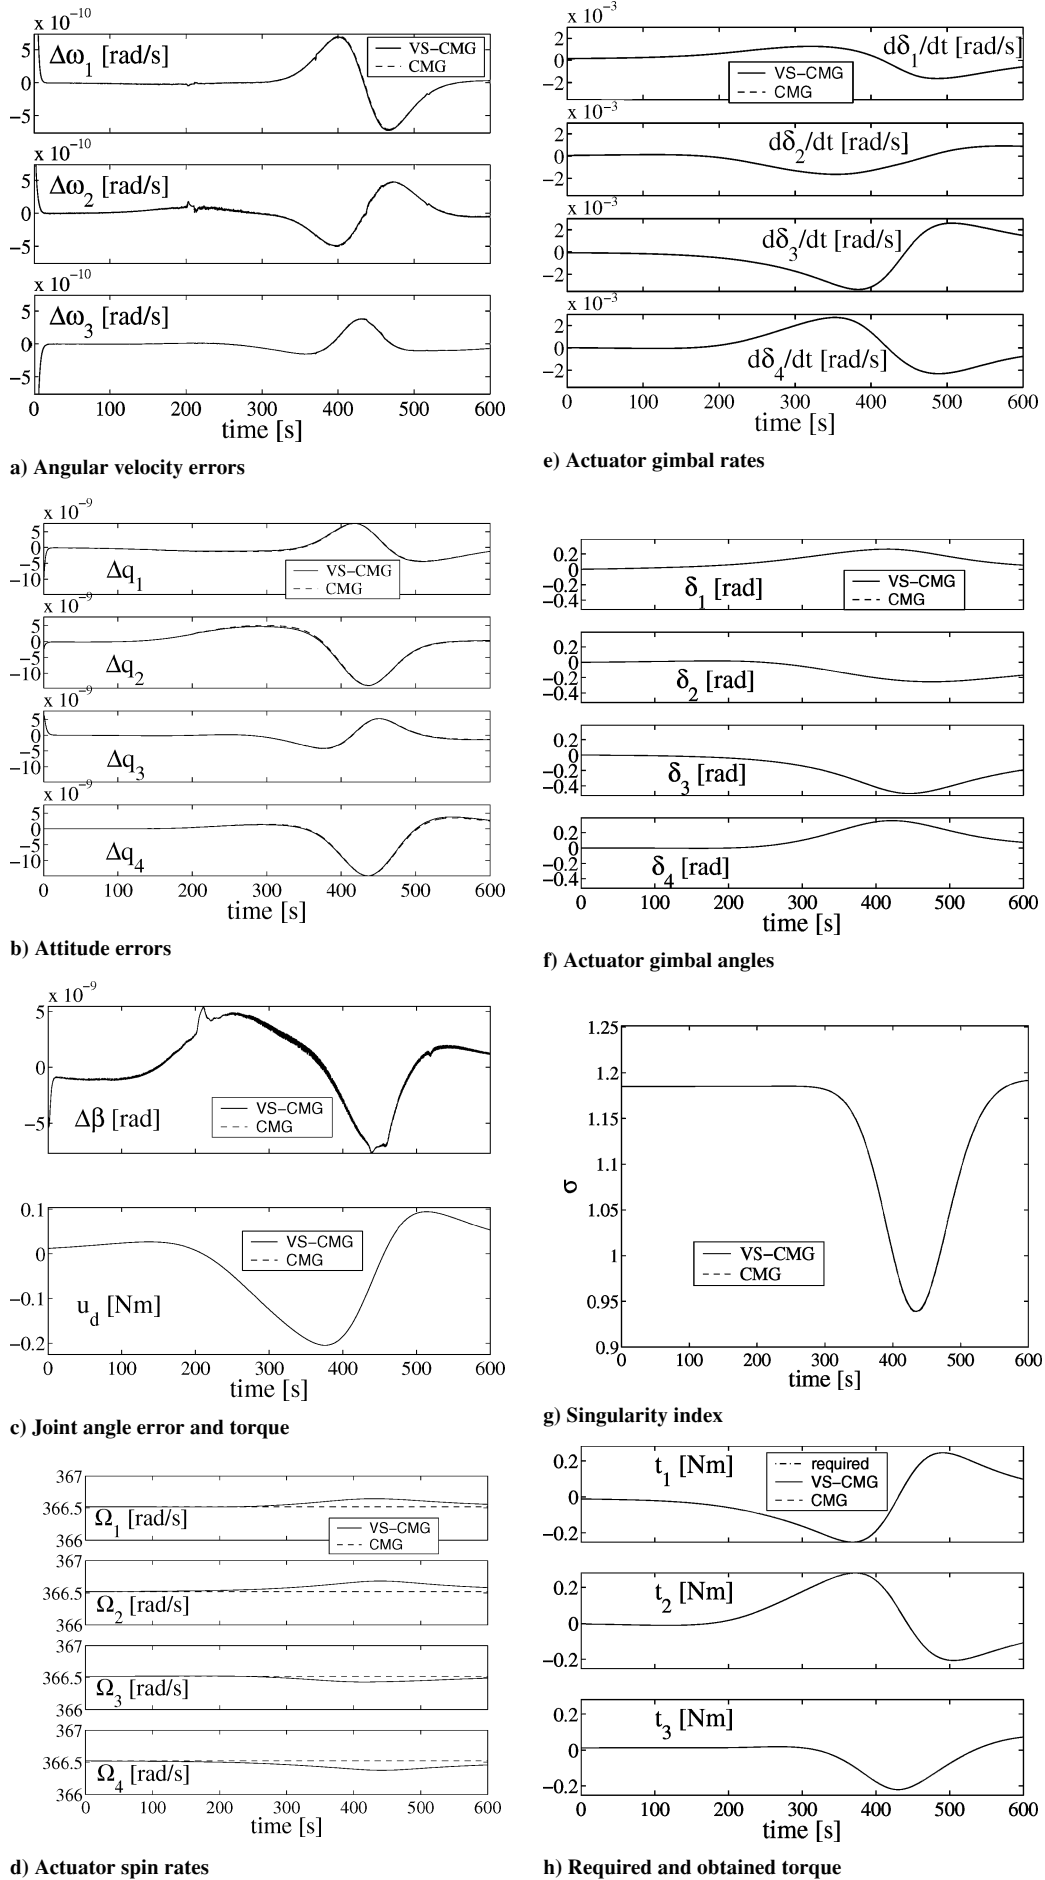 x 10⁻¹⁰
Δω₁ [rad/s]
VS−CMG
CMG
5
0
−5
x 10⁻¹⁰
Δω₂ [rad/s]
5
0
−5
x 10⁻¹⁰
Δω₃ [rad/s]
5
0
−5
0 100 200 300 400 500 600
time [s]
a) Angular velocity errors
x 10⁻⁹
5
0
−5
−10
Δq₁
VS−CMG
CMG
x 10⁻⁹
5
0
−5
−10
Δq₂
x 10⁻⁹
5
0
−5
−10
Δq₃
x 10⁻⁹
5
0
−5
−10
Δq₄
0 100 200 300 400 500 600
time [s]
b) Attitude errors
x 10⁻⁹
5
0
−5
Δβ [rad]
VS−CMG
CMG
0.1
0
−0.1
−0.2
u_d [Nm]
VS−CMG
CMG
0 100 200 300 400 500 600
time [s]
c) Joint angle error and torque
367
366.5
366
Ω₁ [rad/s]
VS−CMG
CMG
367
366.5
366
Ω₂ [rad/s]
367
366.5
366
Ω₃ [rad/s]
367
366.5
366
Ω₄ [rad/s]
0 100 200 300 400 500 600
time [s]
d) Actuator spin rates
x 10⁻³
2
0
−2
dδ₁/dt [rad/s]
VS−CMG
CMG
x 10⁻³
2
0
−2
dδ₂/dt [rad/s]
x 10⁻³
2
0
−2
dδ₃/dt [rad/s]
x 10⁻³
2
0
−2
dδ₄/dt [rad/s]
0 100 200 300 400 500 600
time [s]
e) Actuator gimbal rates
0.2
0
−0.2
−0.4
δ₁ [rad]
VS−CMG
CMG
0.2
0
−0.2
−0.4
δ₂ [rad]
0.2
0
−0.2
−0.4
δ₃ [rad]
0.2
0
−0.2
−0.4
δ₄ [rad]
0 100 200 300 400 500 600
time [s]
f) Actuator gimbal angles
1.25
1.2
1.15
1.1
1.05
1
0.95
0.9
σ
VS−CMG
CMG
0 100 200 300 400 500 600
time [s]
g) Singularity index
0.2
0
−0.2
t₁ [Nm]
required
VS−CMG
CMG
0.2
0
−0.2
t₂ [Nm]
0.2
0
−0.2
t₃ [Nm]
0 100 200 300 400 500 600
time [s]
h) Required and obtained torque